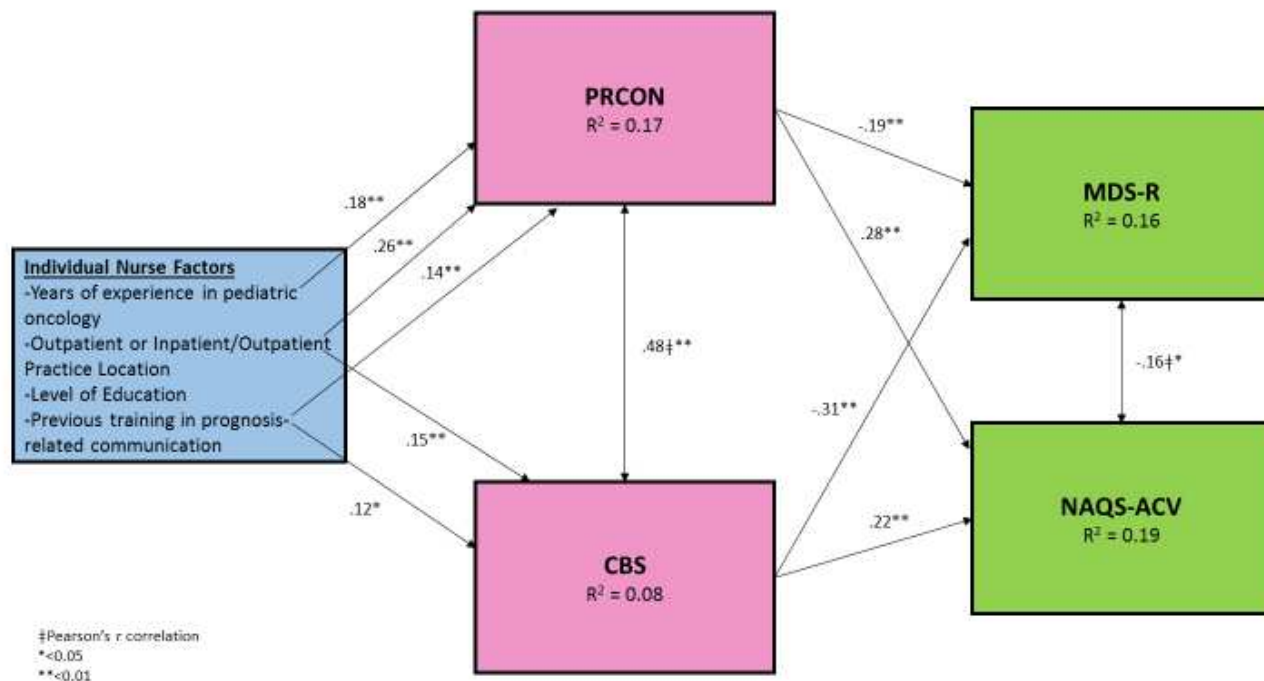 PRCON
R² = 0.17
-.19**
MDS-R
R² = 0.16
.18**
.28**
.26**
Individual Nurse Factors
-Years of experience in pediatric
oncology
-Outpatient or Inpatient/Outpatient
Practice Location
-Level of Education
-Previous training in prognosis-
related communication
.14**
.48‡**
-.16‡*
-.31**
.15**
.12*
CBS
R² = 0.08
.22**
NAQS-ACV
R² = 0.19
‡Pearson's r correlation
*<0.05
**<0.01